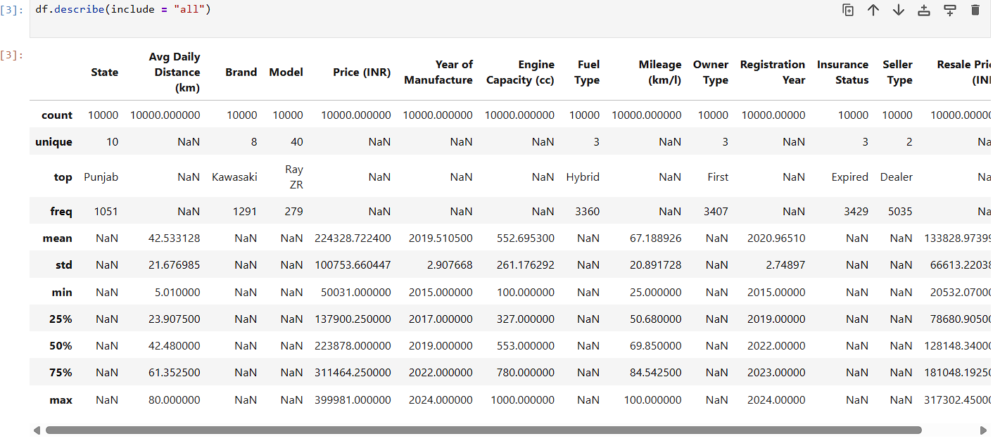 [3]: df.describe(include = "all")
[3]:
State Avg Daily Distance (km) Brand Model Price (INR) Year of Manufacture Engine Capacity (cc) Fuel Type Mileage (km/l) Owner Type Registration Year Insurance Status Seller Type Resale
count 10000 10000.000000 10000 10000 10000.000000 10000.000000 10000.000000 10000 10000.000000 10000 10000.00000 10000 10000 10000.0000
unique 10 NaN 8 40 NaN NaN NaN 3 NaN 3 NaN 3 2 Na
top Punjab NaN Kawasaki Ray ZR NaN NaN NaN Hybrid NaN First NaN Expired Dealer Na
freq 1051 NaN 1291 279 NaN NaN NaN 3360 NaN 3407 NaN 3429 5035 Na
mean NaN 42.533128 NaN NaN 224328.722400 2019.510500 552.695300 NaN 67.188926 NaN 2020.96510 NaN NaN 133828.9739
std NaN 21.676985 NaN NaN 100753.660447 2.907668 261.176292 NaN 20.891728 NaN 2.74897 NaN NaN 66613.2203
min NaN 5.010000 NaN NaN 50031.000000 2015.000000 100.000000 NaN 25.000000 NaN 2015.00000 NaN NaN 20532.0700
25% NaN 23.907500 NaN NaN 137900.250000 2017.000000 327.000000 NaN 50.680000 NaN 2019.00000 NaN NaN 78680.9050
50% NaN 42.480000 NaN NaN 223878.000000 2019.000000 553.000000 NaN 69.850000 NaN 2022.00000 NaN NaN 128148.3400
75% NaN 61.352500 NaN NaN 311464.250000 2022.000000 780.000000 NaN 84.542500 NaN 2023.00000 NaN NaN 181048.1925
max NaN 80.000000 NaN NaN 399981.000000 2024.000000 1000.000000 NaN 100.000000 NaN 2024.00000 NaN NaN 317302.4500